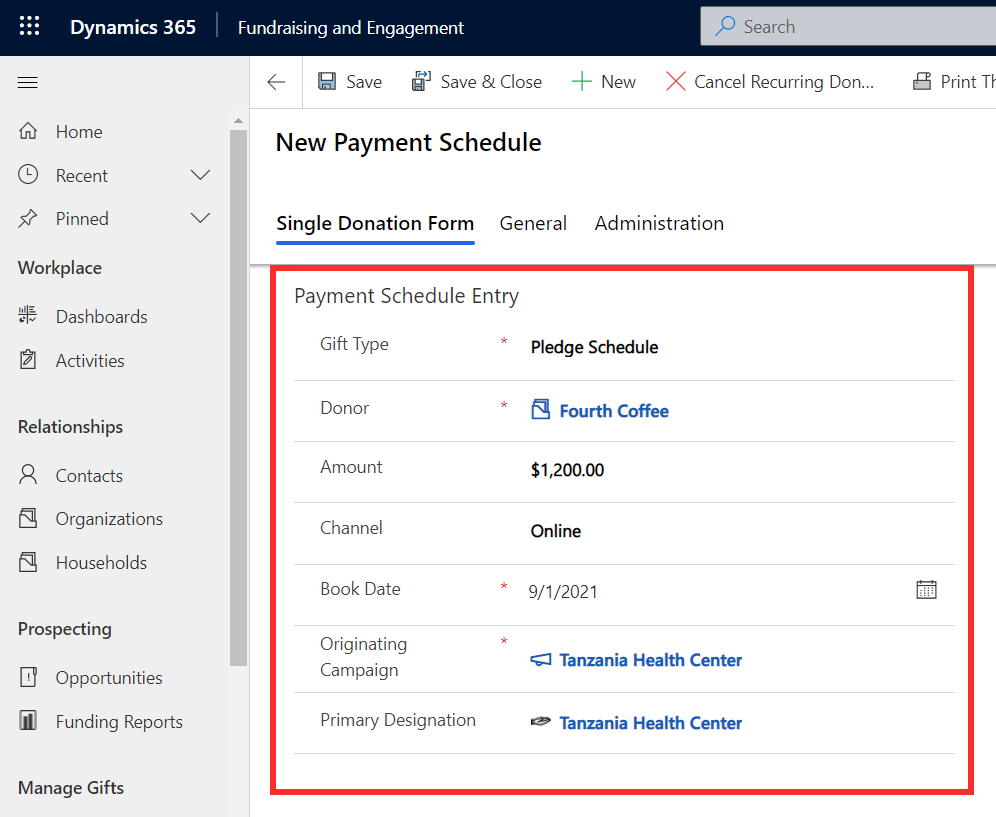 Dynamics 365
Fundraising and Engagement
Search
Save
Save & Close
New
Cancel Recurring Don...
Print Th
Home
Recent
Pinned
Workplace
Dashboards
Activities
Relationships
Contacts
Organizations
Households
Prospecting
Opportunities
Funding Reports
Manage Gifts
New Payment Schedule
Single Donation Form
General
Administration
Payment Schedule Entry
Gift Type * Pledge Schedule
Donor * Fourth Coffee
Amount $1,200.00
Channel Online
Book Date * 9/1/2021
Originating * 
Campaign Tanzania Health Center
Primary Designation Tanzania Health Center